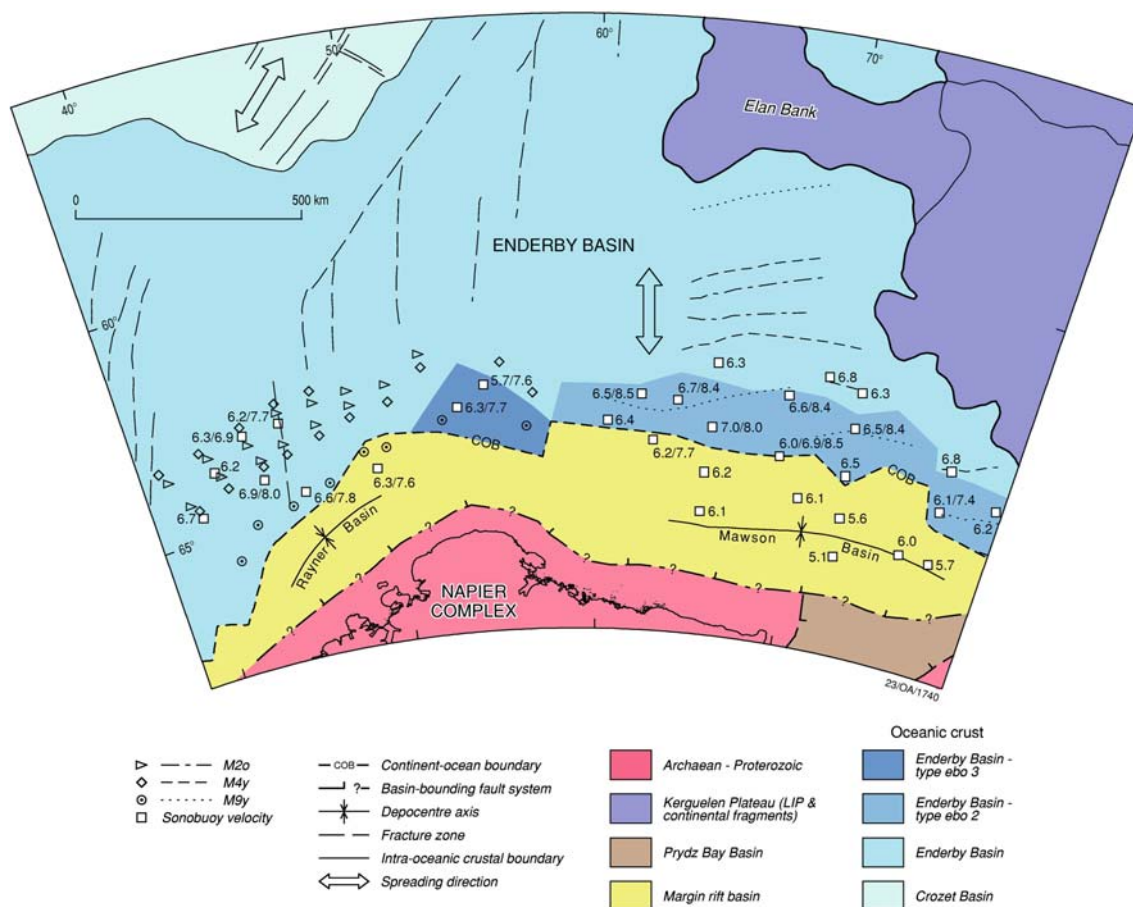 40°
50°
60°
70°
Elan Bank
0
500 km
ENDERBY BASIN
60°
6.3
6.8
6.3
5.7/7.6
6.7/8.4
6.5/8.5
6.6/8.4
6.3/7.7
6.4
7.0/8.0
6.5/8.4
6.2/7.7
6.3/6.9
COB
6.2/7.7
6.0/6.9/8.5
COB
6.8
6.2
6.9/8.0
6.6/7.8
6.3/7.6
6.2
6.5
6.1
6.1
5.6
6.1/7.4
6.2
6.7
65°
Rayner Basin
Mawson Basin
5.1
6.0
5.7
? ? ? ? ? ? ? ? ? ? ? ?
NAPIER
COMPLEX
23/OA/1740
M2o
M4y
M9y
Sonobuoy velocity
COB Continent-ocean boundary
? Basin-bounding fault system
Depocentre axis
Fracture zone
Intra-oceanic crustal boundary
Spreading direction
Archaean - Proterozoic
Kerguelen Plateau (LIP &
continental fragments)
Prydz Bay Basin
Margin rift basin
Oceanic crust
Enderby Basin -
type ebo 3
Enderby Basin -
type ebo 2
Enderby Basin
Crozet Basin